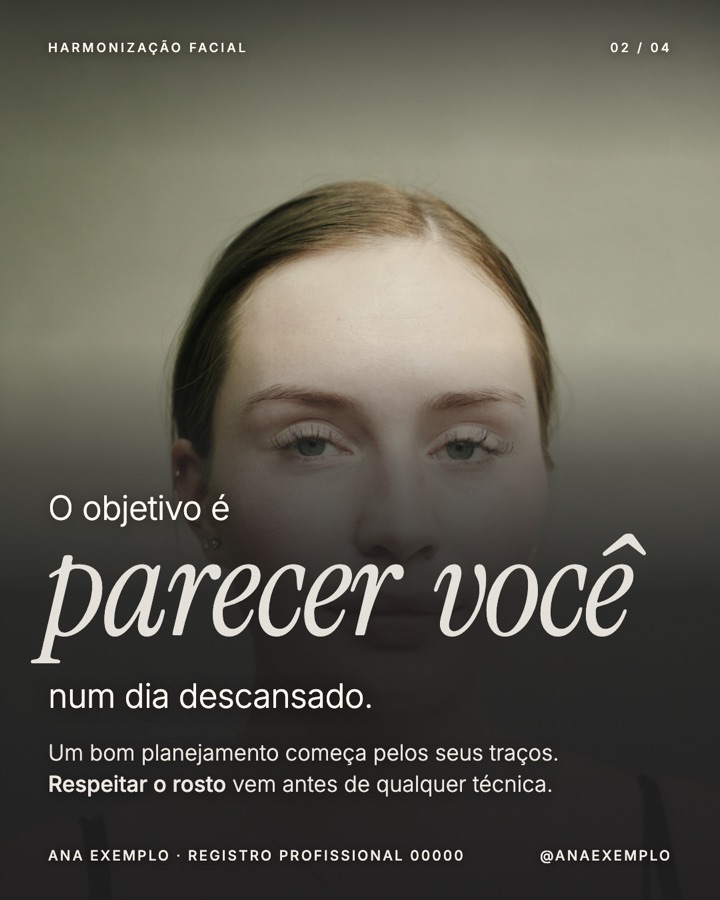 HARMONIZAÇÃO FACIAL
02 / 04
O objetivo é
parecer você
num dia descansado.
Um bom planejamento começa pelos seus traços.
Respeitar o rosto vem antes de qualquer técnica.
ANA EXEMPLO · REGISTRO PROFISSIONAL 00000
@ANAEXEMPLO